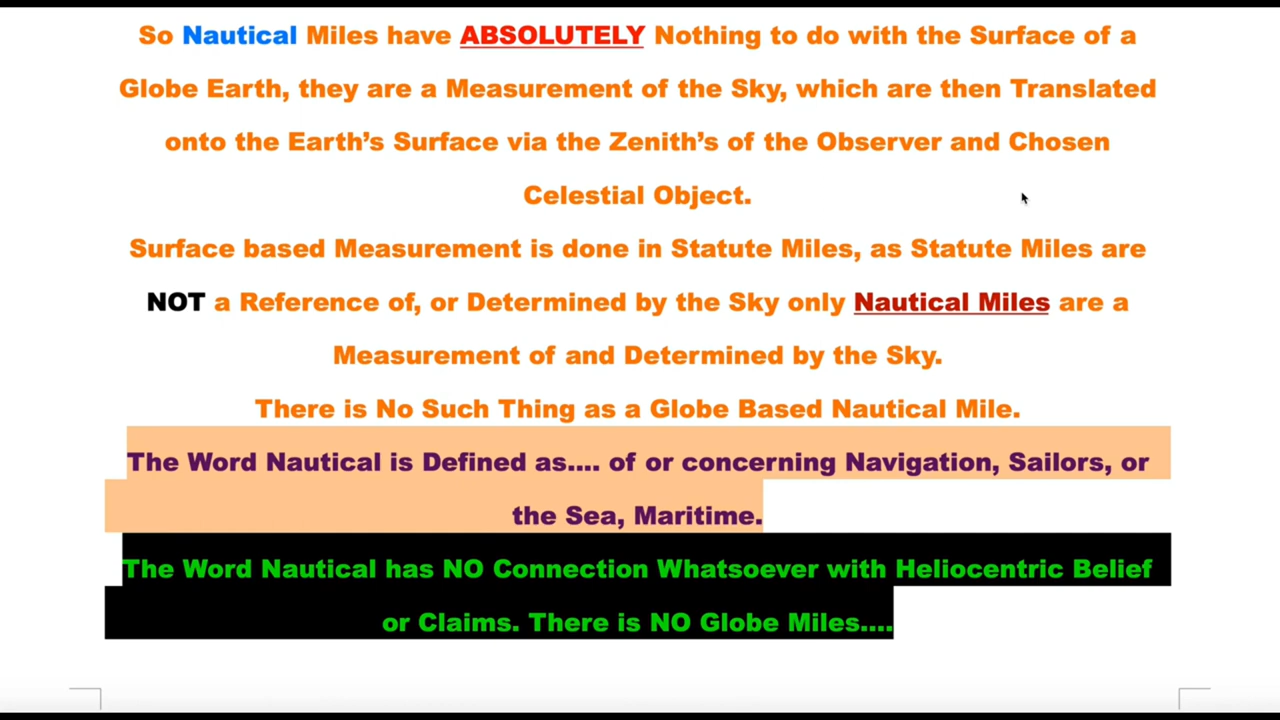 So Nautical Miles have ABSOLUTELY Nothing to do with the Surface of a
Globe Earth, they are a Measurement of the Sky, which are then Translated
onto the Earth’s Surface via the Zenith’s of the Observer and Chosen
Celestial Object.
Surface based Measurement is done in Statute Miles, as Statute Miles are
NOT a Reference of, or Determined by the Sky only Nautical Miles are a
Measurement of and Determined by the Sky.
There is No Such Thing as a Globe Based Nautical Mile.
The Word Nautical is Defined as.... of or concerning Navigation, Sailors, or
the Sea, Maritime.
The Word Nautical has NO Connection Whatsoever with Heliocentric Belief
or Claims. There is NO Globe Miles....